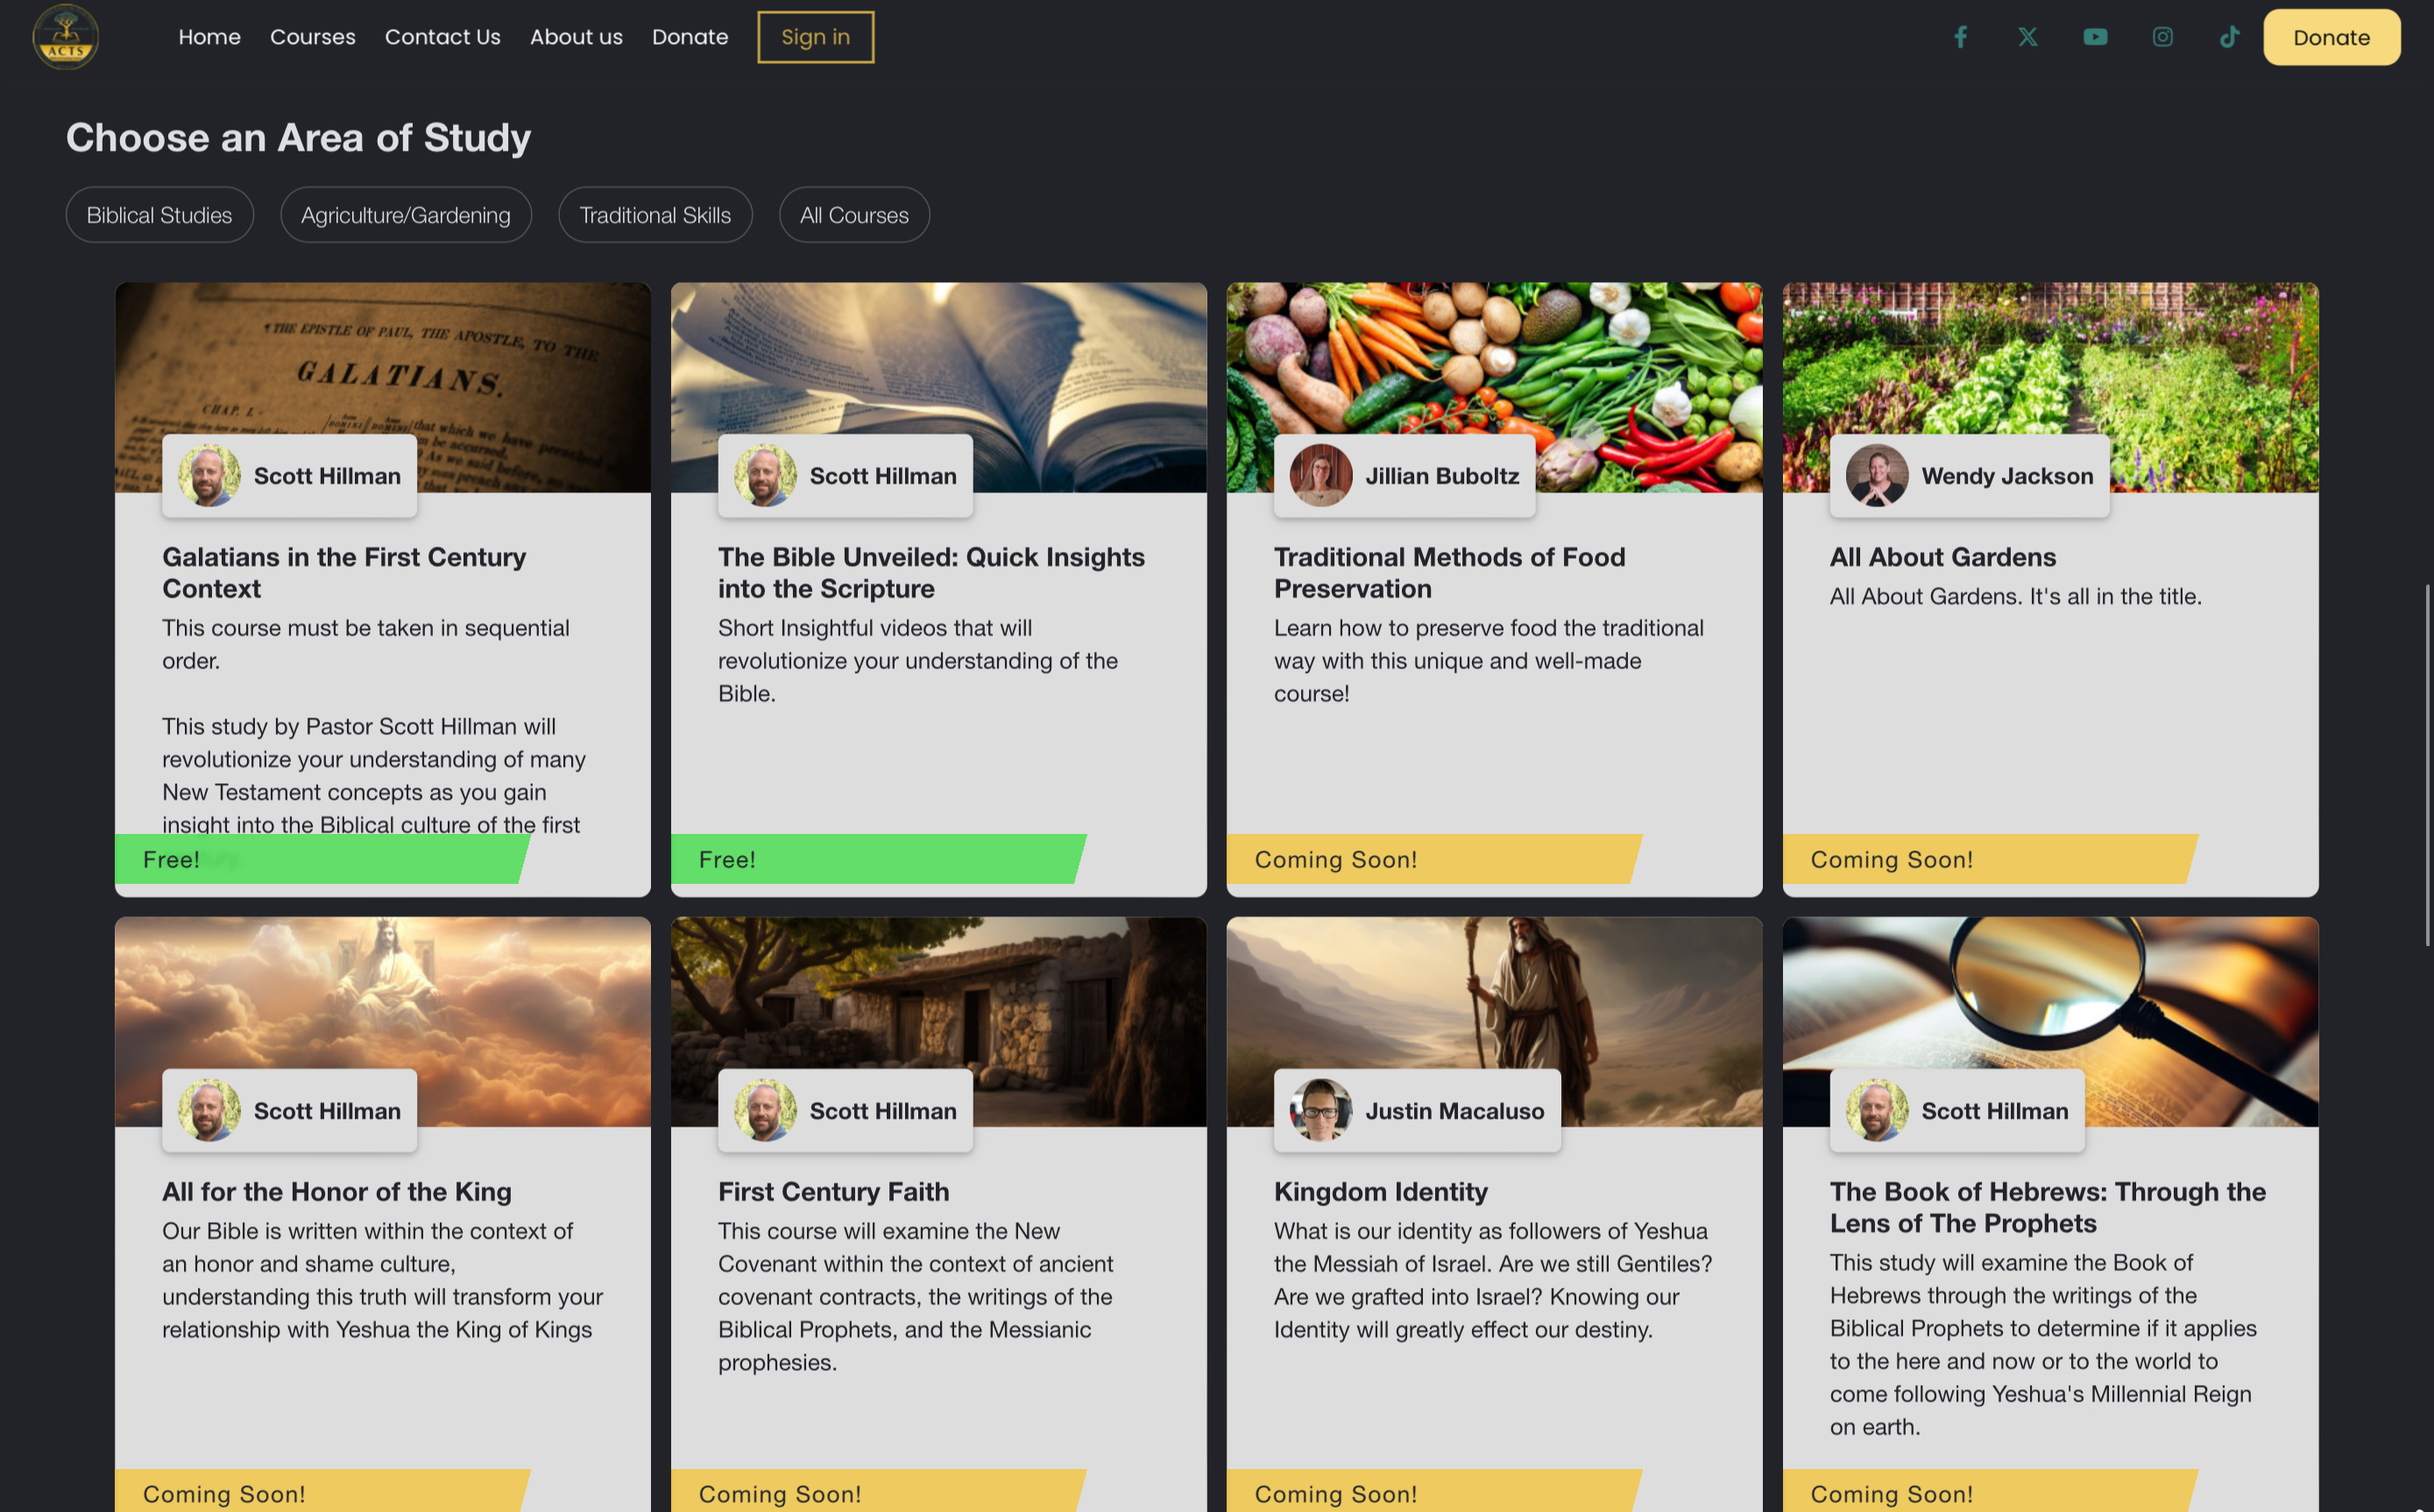 ACTS
Home Courses Contact Us About us Donate Sign in
Donate
Choose an Area of Study
Biblical Studies Agriculture/Gardening Traditional Skills All Courses
¶ THE EPISTLE OF PAUL, THE APOSTLE, TO THE
GALATIANS.
CHAP. I.
that which we have preached
be accursed,
As we said before,
Scott Hillman
Galatians in the First Century
Context
This course must be taken in sequential
order.
This study by Pastor Scott Hillman will
revolutionize your understanding of many
New Testament concepts as you gain
insight into the Biblical culture of the first
Free!
Scott Hillman
The Bible Unveiled: Quick Insights
into the Scripture
Short Insightful videos that will
revolutionize your understanding of the
Bible.
Free!
Jillian Buboltz
Traditional Methods of Food
Preservation
Learn how to preserve food the traditional
way with this unique and well-made
course!
Coming Soon!
Wendy Jackson
All About Gardens
All About Gardens. It's all in the title.
Coming Soon!
Scott Hillman
All for the Honor of the King
Our Bible is written within the context of
an honor and shame culture,
understanding this truth will transform your
relationship with Yeshua the King of Kings
Coming Soon!
Scott Hillman
First Century Faith
This course will examine the New
Covenant within the context of ancient
covenant contracts, the writings of the
Biblical Prophets, and the Messianic
prophesies.
Coming Soon!
Justin Macaluso
Kingdom Identity
What is our identity as followers of Yeshua
the Messiah of Israel. Are we still Gentiles?
Are we grafted into Israel? Knowing our
Identity will greatly effect our destiny.
Coming Soon!
Scott Hillman
The Book of Hebrews: Through the
Lens of The Prophets
This study will examine the Book of
Hebrews through the writings of the
Biblical Prophets to determine if it applies
to the here and now or to the world to
come following Yeshua's Millennial Reign
on earth.
Coming Soon!